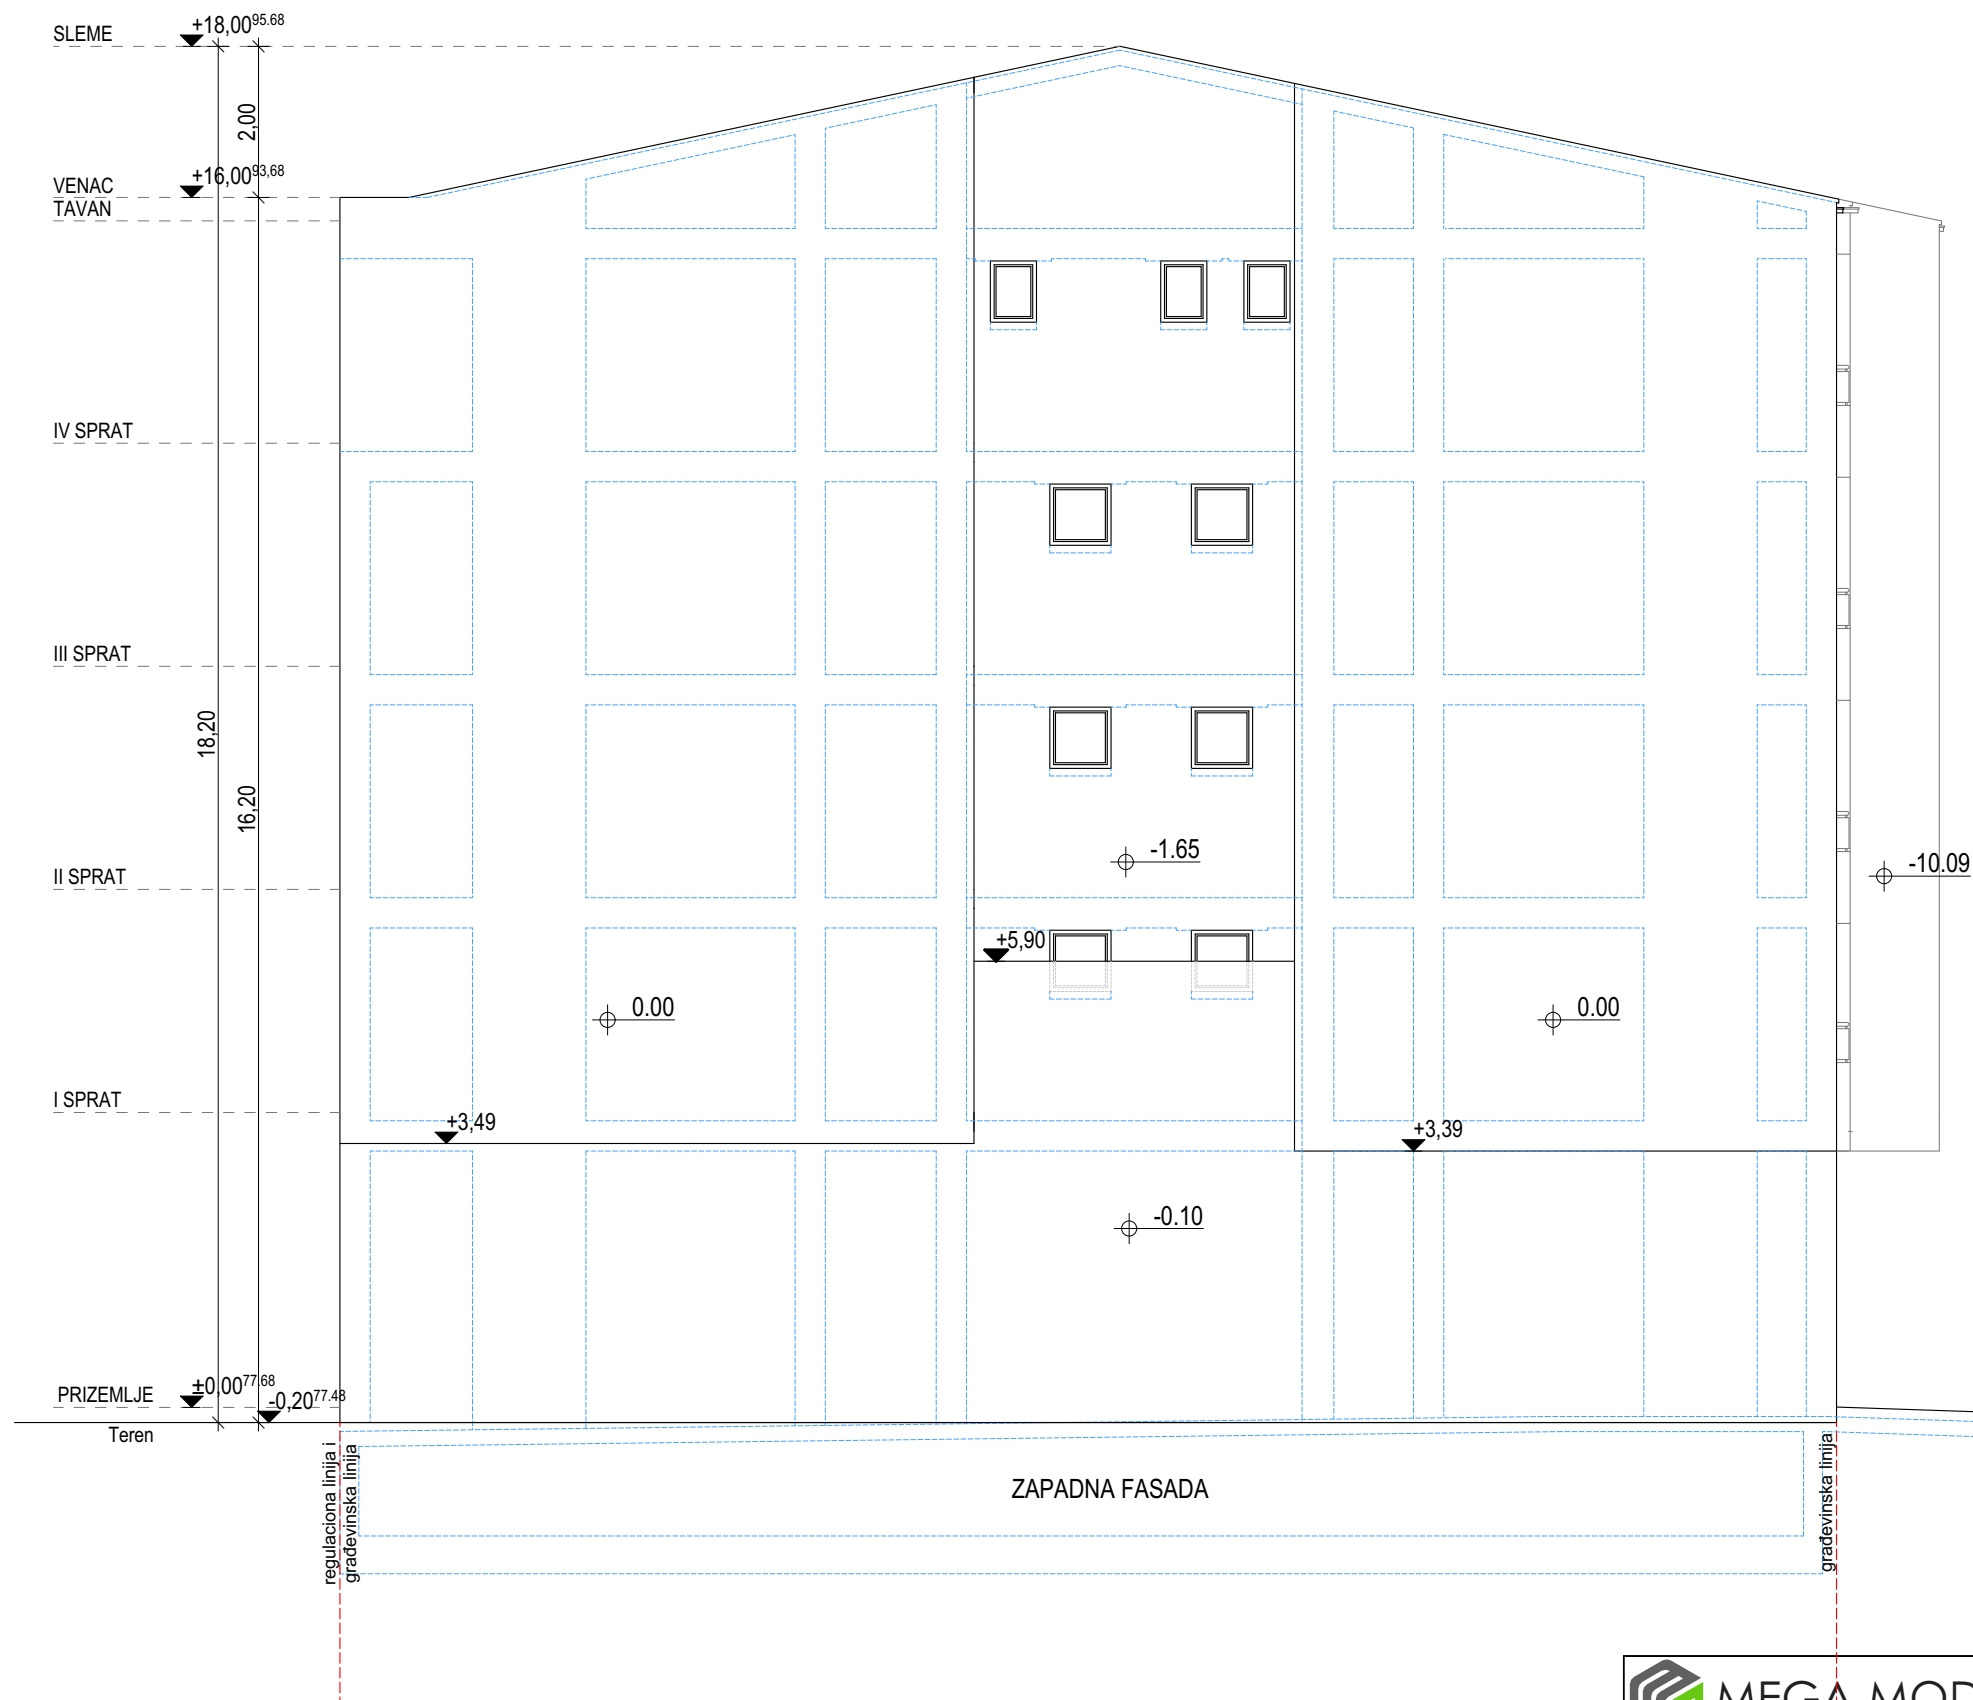 SLEME
+18,00 95.68
2,00
+16,00 93,68
VENAC
TAVAN
IV SPRAT
III SPRAT
18,20
16,20
-1.65
-10.09
II SPRAT
+5,90
0.00
0.00
I SPRAT
+3,49
+3,39
-0.10
PRIZEMLJE
±0,00 77.68
-0,20 77.48
Teren
regulaciona linija i
građevinska linija
građevinska linija
ZAPADNA FASADA
MEGA MOD